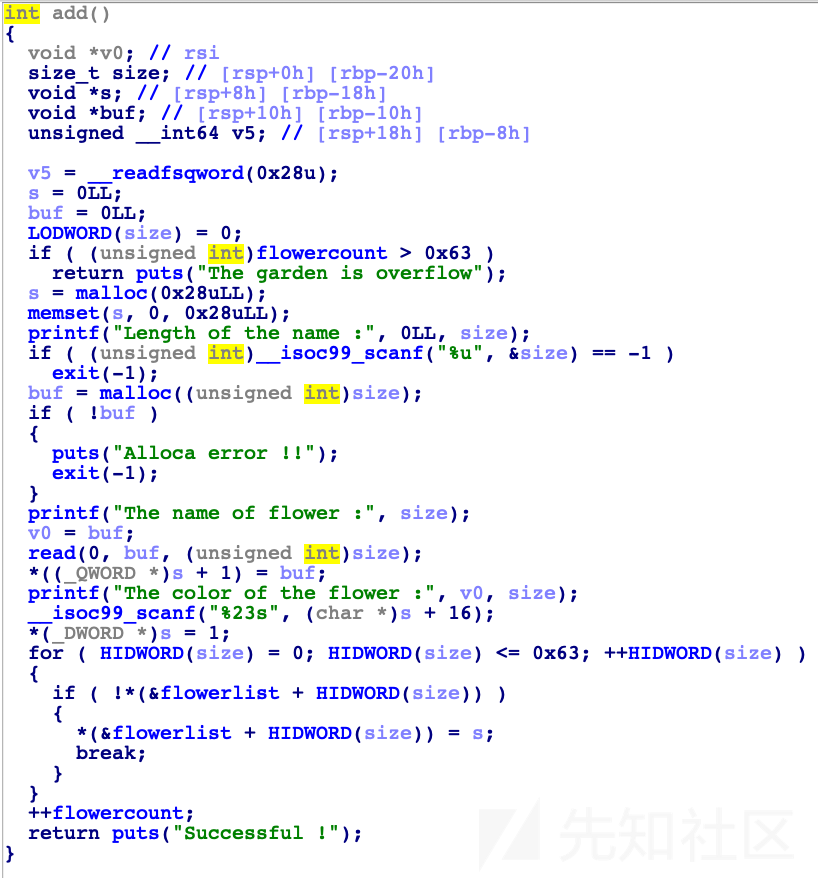 int add()
{
  void *v0; // rsi
  size_t size; // [rsp+0h] [rbp-20h]
  void *s; // [rsp+8h] [rbp-18h]
  void *buf; // [rsp+10h] [rbp-10h]
  unsigned __int64 v5; // [rsp+18h] [rbp-8h]

  v5 = __readfsqword(0x28u);
  s = 0LL;
  buf = 0LL;
  LODWORD(size) = 0;
  if ( (unsigned int)flowercount > 0x63 )
    return puts("The garden is overflow");
  s = malloc(0x28uLL);
  memset(s, 0, 0x28uLL);
  printf("Length of the name :", 0LL, size);
  if ( (unsigned int)__isoc99_scanf("%u", &size) == -1 )
    exit(-1);
  buf = malloc((unsigned int)size);
  if ( !buf )
  {
    puts("Alloca error !!");
    exit(-1);
  }
  printf("The name of flower :", size);
  v0 = buf;
  read(0, buf, (unsigned int)size);
  *((_QWORD *)s + 1) = buf;
  printf("The color of the flower :", v0, size);
  __isoc99_scanf("%23s", (char *)s + 16);
  *(_DWORD *)s = 1;
  for ( HIDWORD(size) = 0; HIDWORD(size) <= 0x63; ++HIDWORD(size) )
  {
    if ( !*(&flowerlist + HIDWORD(size)) )
    {
      *(&flowerlist + HIDWORD(size)) = s;
      break;
    }
  }
  ++flowercount;
  return puts("Successful !");
}
先知社区